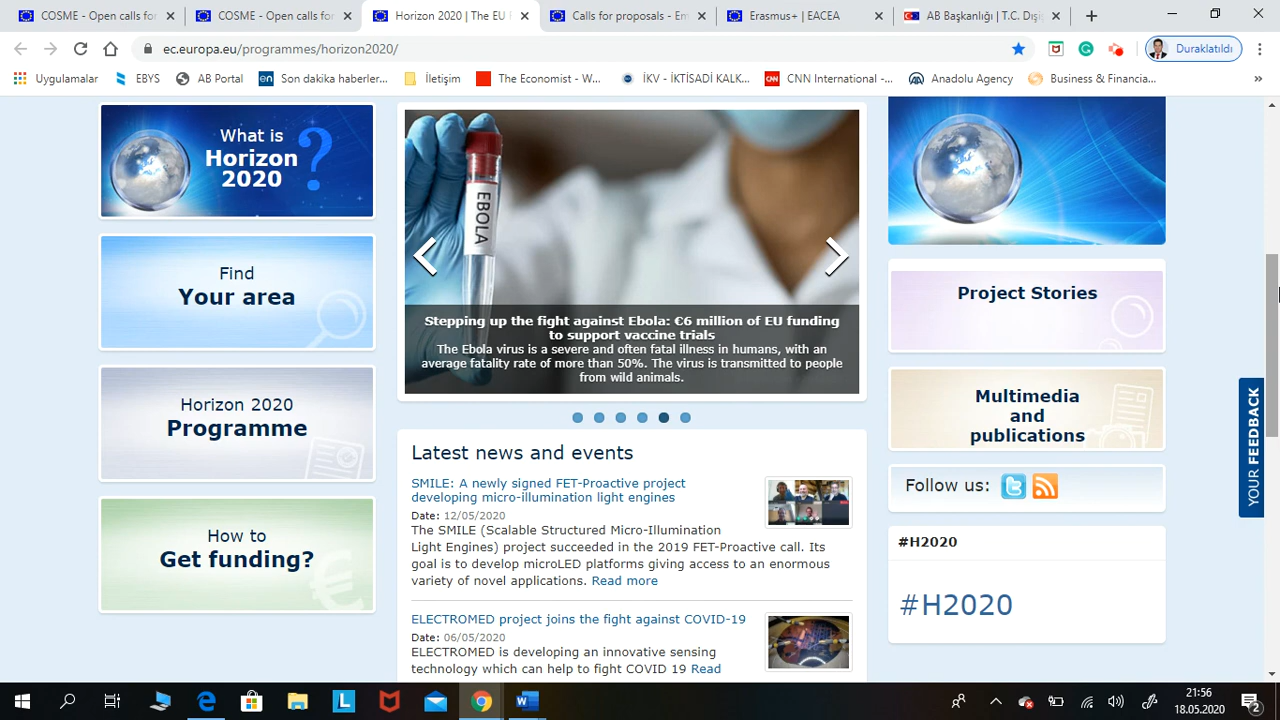 COSME - Open calls for
COSME - Open calls for
Horizon 2020 | The EU F
Calls for proposals - Em
Erasmus+ | EACEA
AB Başkanlığı | T.C. Dışiş
ec.europa.eu/programmes/horizon2020/
Duraklatıldı
Uygulamalar
EBYS
AB Portal
en
Son dakika haberler...
İletişim
The Economist - W...
İKV - İKTİSADİ KALK...
CNN
CNN International -...
AA
Anadolu Agency
Business & Financia...
What is
Horizon
2020
?
Find
Your area
Horizon 2020
Programme
How to
Get funding?
EBOLA
Stepping up the fight against Ebola: €6 million of EU funding
to support vaccine trials
The Ebola virus is a severe and often fatal illness in humans, with an
average fatality rate of more than 50%. The virus is transmitted to people
from wild animals.
Latest news and events
SMILE: A newly signed FET-Proactive project
developing micro-illumination light engines
Date: 12/05/2020
The SMILE (Scalable Structured Micro-Illumination
Light Engines) project succeeded in the 2019 FET-Proactive call. Its
goal is to develop microLED platforms giving access to an enormous
variety of novel applications. Read more
ELECTROMED project joins the fight against COVID-19
Date: 06/05/2020
ELECTROMED is developing an innovative sensing
technology which can help to fight COVID 19 Read
Project Stories
Multimedia
and
publications
Follow us:
#H2020
#H2020
YOUR FEEDBACK
21:56
18.05.2020
2